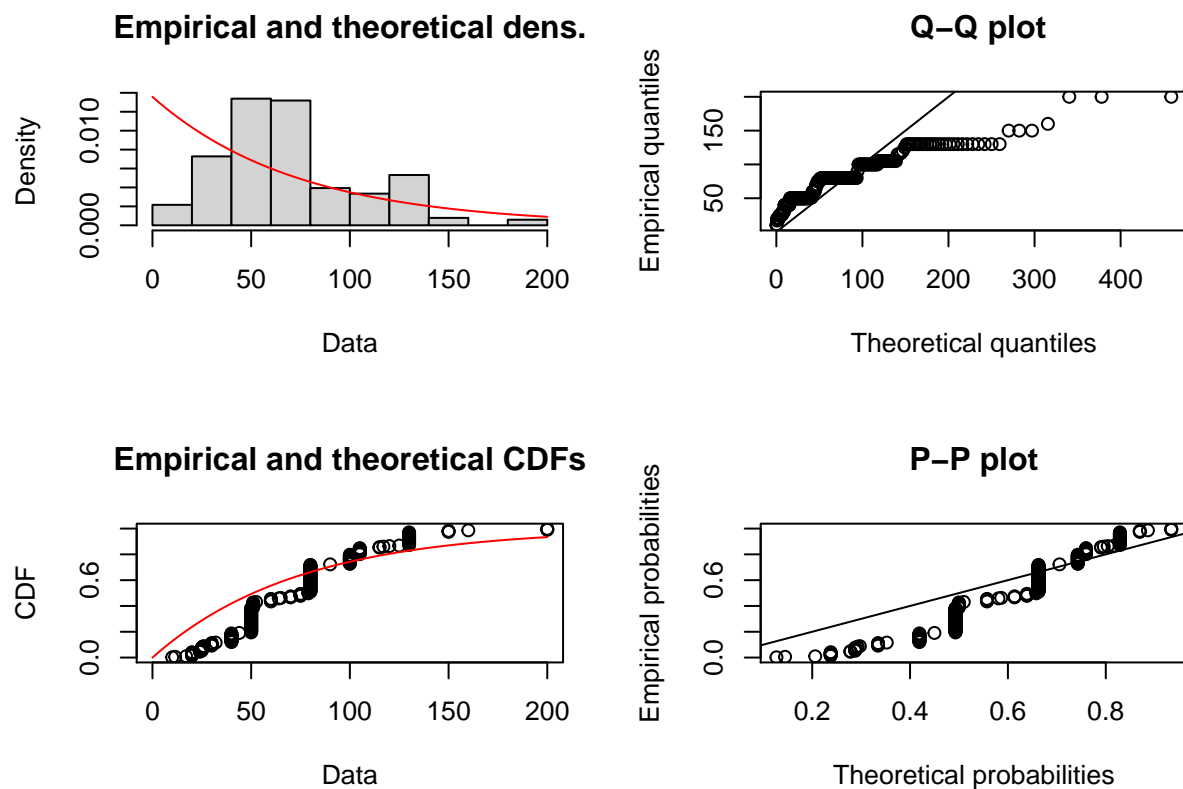 Empirical and theoretical dens.
Density
0.000
0.010
0
50
100
150
200
Data
Q−Q plot
Empirical quantiles
50
150
0
100
200
300
400
Theoretical quantiles
Empirical and theoretical CDFs
CDF
0.0
0.6
0
50
100
150
200
Data
P−P plot
Empirical probabilities
0.0
0.6
0.2
0.4
0.6
0.8
Theoretical probabilities